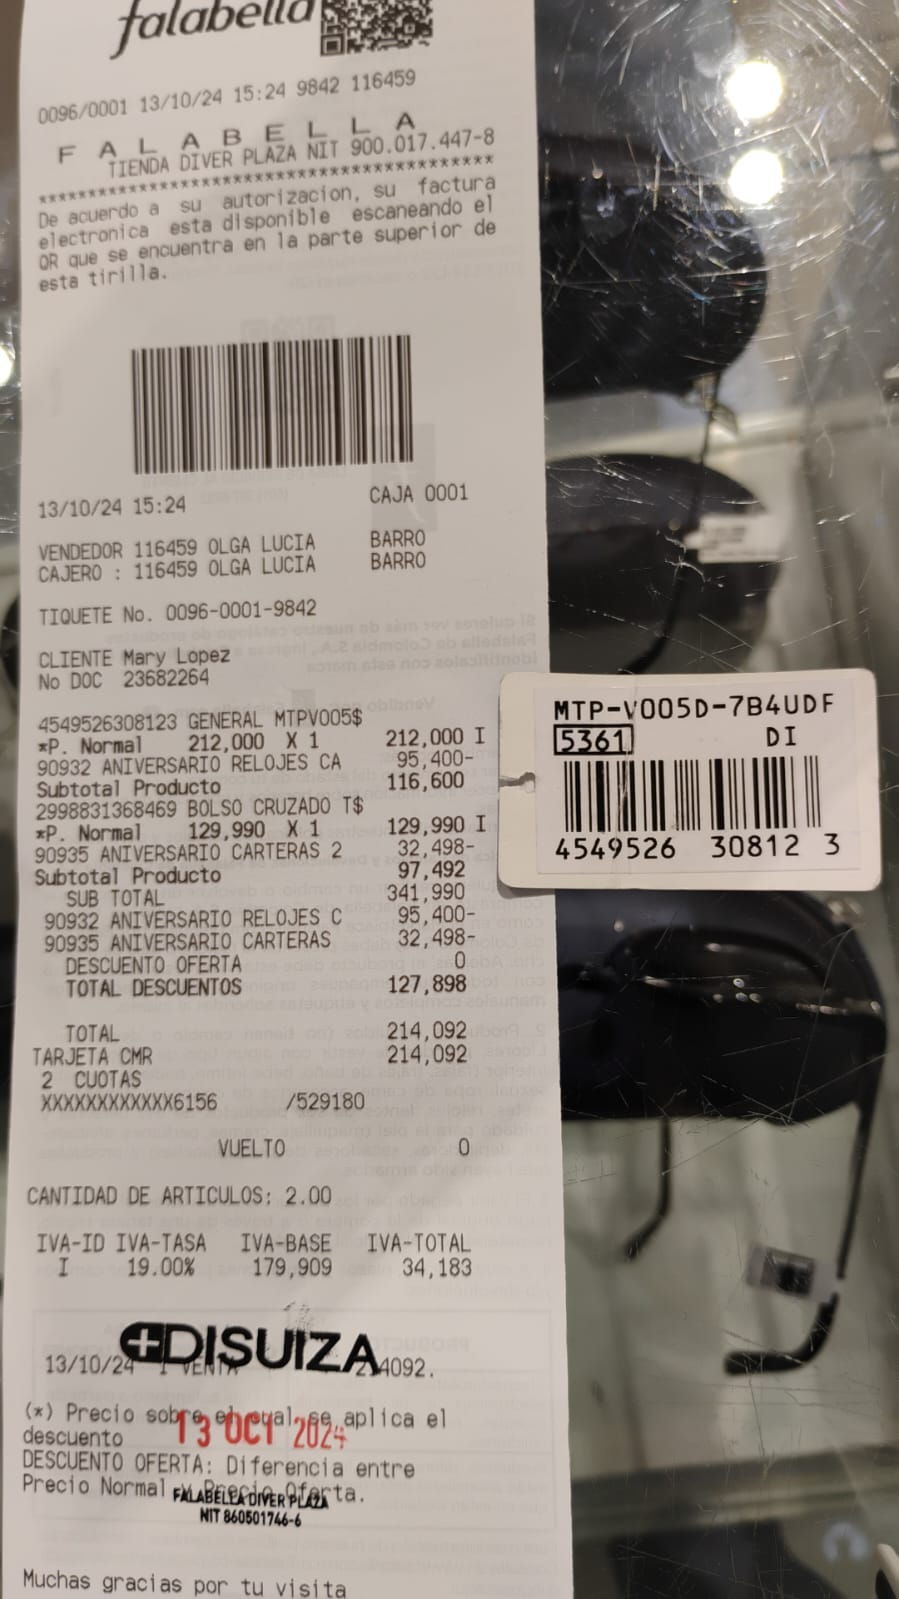 falabella
0096/0001 13/10/24 15:24 9842 116459
F A L A B E L L A
TIENDA DIVER PLAZA NIT 900.017.447-8
**********************************************
De acuerdo a su autorizacion, su factura
electronica esta disponible escaneando el
QR que se encuentra en la parte superior de
esta tirilla.
13/10/24 15:24 CAJA 0001
VENDEDOR 116459 OLGA LUCIA BARRO
CAJERO : 116459 OLGA LUCIA BARRO
TIQUETE No. 0096-0001-9842
CLIENTE Mary Lopez
No DOC 23682264
4549526308123 GENERAL MTPV005$
*P. Normal 212,000 X 1 212,000 I
90932 ANIVERSARIO RELOJES CA 95,400-
Subtotal Producto 116,600
2998831368469 BOLSO CRUZADO T$
*P. Normal 129,990 X 1 129,990 I
90935 ANIVERSARIO CARTERAS 2 32,498-
Subtotal Producto 97,492
SUB TOTAL 341,990
90932 ANIVERSARIO RELOJES C 95,400-
90935 ANIVERSARIO CARTERAS 32,498-
DESCUENTO OFERTA 0
TOTAL DESCUENTOS 127,898
TOTAL 214,092
TARJETA CMR 214,092
2 CUOTAS
XXXXXXXXXXXX6156 /529180
VUELTO 0
CANTIDAD DE ARTICULOS: 2.00
IVA-ID IVA-TASA IVA-BASE IVA-TOTAL
I 19.00% 179,909 34,183
DISUIZA
13/10/24 1 VENTA 214092.
(*) Precio sobre el cual se aplica el
descuento
13 OCT 2024
DESCUENTO OFERTA: Diferencia entre
Precio Normal y Precio Oferta.
FALABELLA DIVER PLAZA
NIT 860501746-6
Muchas gracias por tu visita
MTP-V005D-7B4UDF
5361 DI
4549526 30812 3